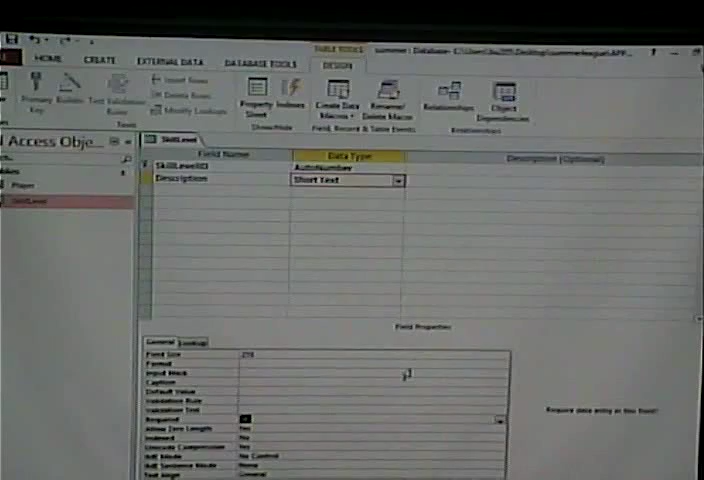 TABLE TOOLS
summer : Database- C:\Users\
HOME
CREATE
EXTERNAL DATA
DATABASE TOOLS
DESIGN
Primary Key
Builder
Test Validation Rules
Insert Rows
Delete Rows
Modify Lookups
Property Sheet
Indexes
Create Data Macros
Rename/ Delete Macro
Relationships
Object Dependencies
Tools
Show/Hide
Field, Record & Table Events
Relationships
Access Obje...
Player
SkillLevel
SkillLevel
Field Name
Data Type
Description (Optional)
SkillLevelID
AutoNumber
Description
Short Text
Field Properties
General
Lookup
Field Size
255
Format
Input Mask
Caption
Default Value
Validation Rule
Validation Text
Required
Allow Zero Length
Yes
Indexed
No
Unicode Compression
Yes
IME Mode
No Control
IME Sentence Mode
None
Text Align
General
Require data entry in this field?